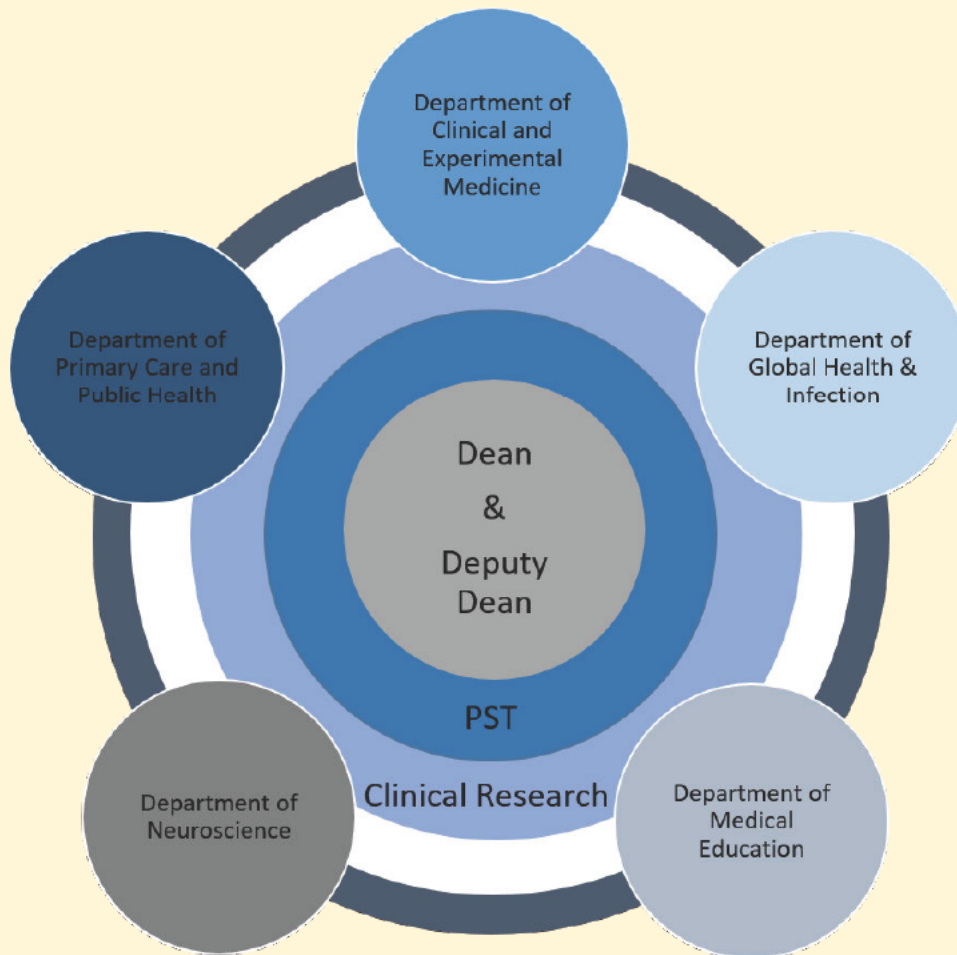 Department of
Clinical and
Experimental
Medicine
Department of
Primary Care and
Public Health
Department of
Global Health &
Infection
Dean
&
Deputy
Dean
PST
Clinical Research
Department of
Neuroscience
Department of
Medical
Education